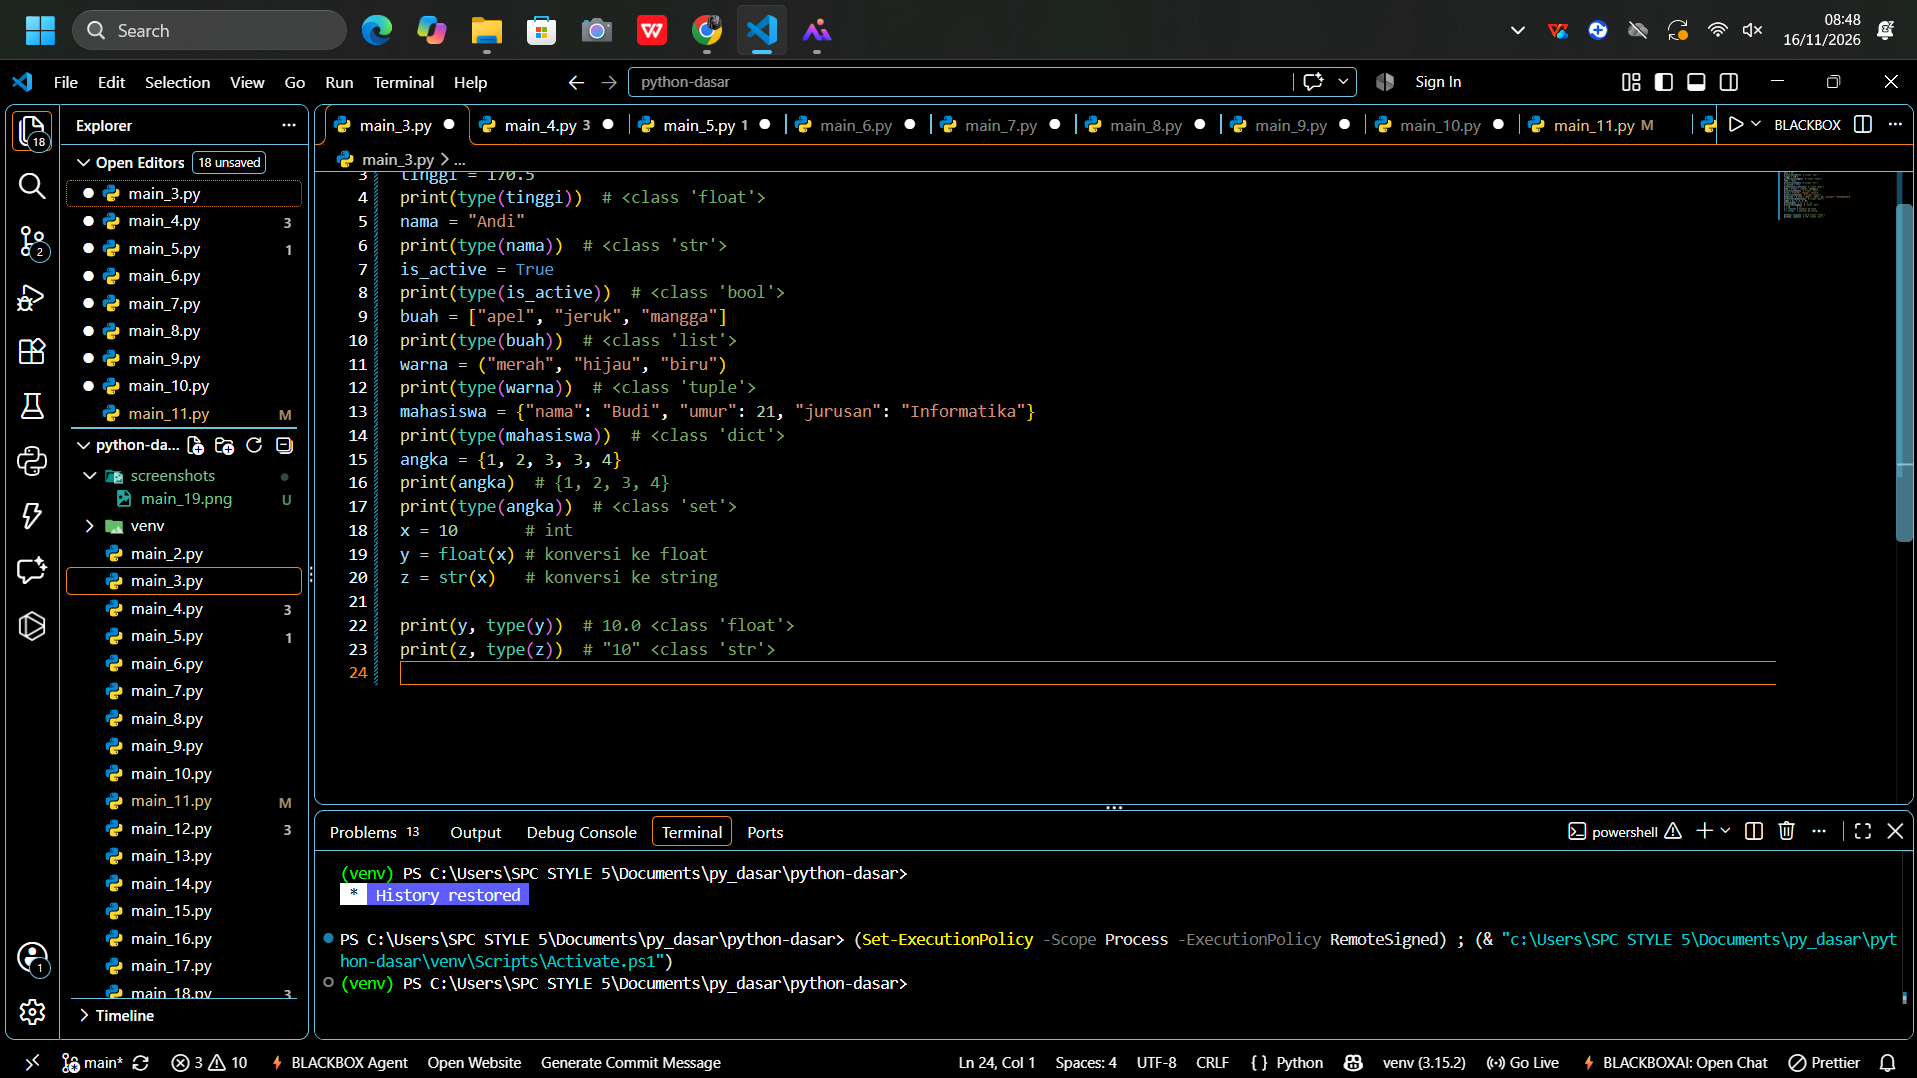 Search
08:48
16/11/2026
File Edit Selection View Go Run Terminal Help
python-dasar
Sign In
Explorer
Open Editors 18 unsaved
main_3.py
main_4.py 3
main_5.py 1
main_6.py
main_7.py
main_8.py
main_9.py
main_10.py
main_11.py M
python-da...
screenshots
main_19.png U
venv
main_2.py
main_3.py
main_4.py 3
main_5.py 1
main_6.py
main_7.py
main_8.py
main_9.py
main_10.py
main_11.py M
main_12.py 3
main_13.py
main_14.py
main_15.py
main_16.py
main_17.py
main_18.py 3
Timeline
18
2
1
main_3.py main_4.py 3 main_5.py 1 main_6.py main_7.py main_8.py main_9.py main_10.py main_11.py M BLACKBOX
main_3.py > ...
3 tinggi = 170.5
4 print(type(tinggi))  # <class 'float'>
5 nama = "Andi"
6 print(type(nama))  # <class 'str'>
7 is_active = True
8 print(type(is_active))  # <class 'bool'>
9 buah = ["apel", "jeruk", "mangga"]
10 print(type(buah))  # <class 'list'>
11 warna = ("merah", "hijau", "biru")
12 print(type(warna))  # <class 'tuple'>
13 mahasiswa = {"nama": "Budi", "umur": 21, "jurusan": "Informatika"}
14 print(type(mahasiswa))  # <class 'dict'>
15 angka = {1, 2, 3, 3, 4}
16 print(angka)  # {1, 2, 3, 4}
17 print(type(angka))  # <class 'set'>
18 x = 10       # int
19 y = float(x) # konversi ke float
20 z = str(x)   # konversi ke string
21
22 print(y, type(y))  # 10.0 <class 'float'>
23 print(z, type(z))  # "10" <class 'str'>
24
Problems 13 Output Debug Console Terminal Ports
powershell
(venv) PS C:\Users\SPC STYLE 5\Documents\py_dasar\python-dasar>
* History restored
PS C:\Users\SPC STYLE 5\Documents\py_dasar\python-dasar> (Set-ExecutionPolicy -Scope Process -ExecutionPolicy RemoteSigned) ; (& "c:\Users\SPC STYLE 5\Documents\py_dasar\pyt
hon-dasar\venv\Scripts\Activate.ps1")
(venv) PS C:\Users\SPC STYLE 5\Documents\py_dasar\python-dasar>
main* 3 10 BLACKBOX Agent Open Website Generate Commit Message
Ln 24, Col 1 Spaces: 4 UTF-8 CRLF { } Python venv (3.15.2) Go Live BLACKBOXAI: Open Chat Prettier